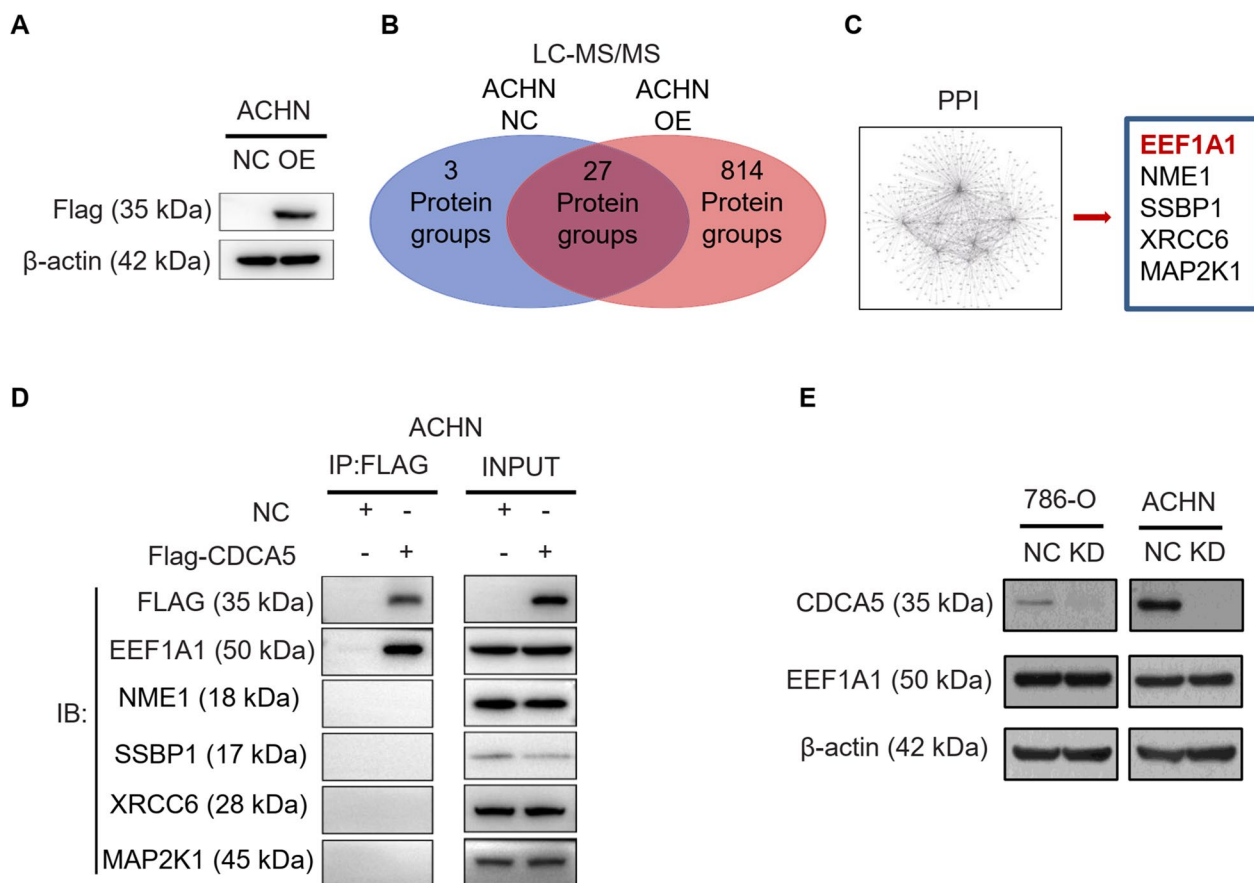 A
ACHN
NC OE
Flag (35 kDa)
β-actin (42 kDa)
B
LC-MS/MS
ACHN
NC
ACHN
OE
3
Protein
groups
27
Protein
groups
814
Protein
groups
C
PPI
EEF1A1
NME1
SSBP1
XRCC6
MAP2K1
D
ACHN
IP:FLAG INPUT
NC + - + -
Flag-CDCA5 - + - +
IB:
FLAG (35 kDa)
EEF1A1 (50 kDa)
NME1 (18 kDa)
SSBP1 (17 kDa)
XRCC6 (28 kDa)
MAP2K1 (45 kDa)
E
786-O ACHN
NC KD NC KD
CDCA5 (35 kDa)
EEF1A1 (50 kDa)
β-actin (42 kDa)